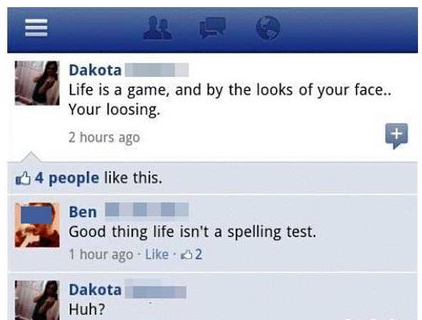 Dakota
Life is a game, and by the looks of your face..
Your loosing.
2 hours ago
4 people like this.
Ben
Good thing life isn't a spelling test.
1 hour ago · Like · 2
Dakota
Huh?